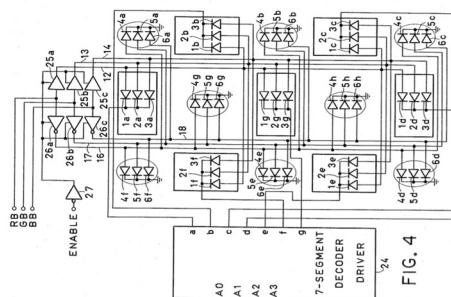 RB
GB
BB
ENABLE
27
25a
25b
25c
26a
26b
26c
13
14
12
16
17
18
4a
5a
6a
1a
2a
3a
1b
2b
3b
4b
5b
6b
1c
2c
3c
4c
5c
6c
4g
5g
6g
1g
2g
3g
4h
5h
6h
1d
2d
3d
4d
5d
6d
4f
5f
6f
1f
2f
3f
4e
5e
6e
1e
2e
3e
a
b
c
d
e
f
g
A0
A1
A2
A3
7-SEGMENT
DECODER
DRIVER
24
FIG. 4